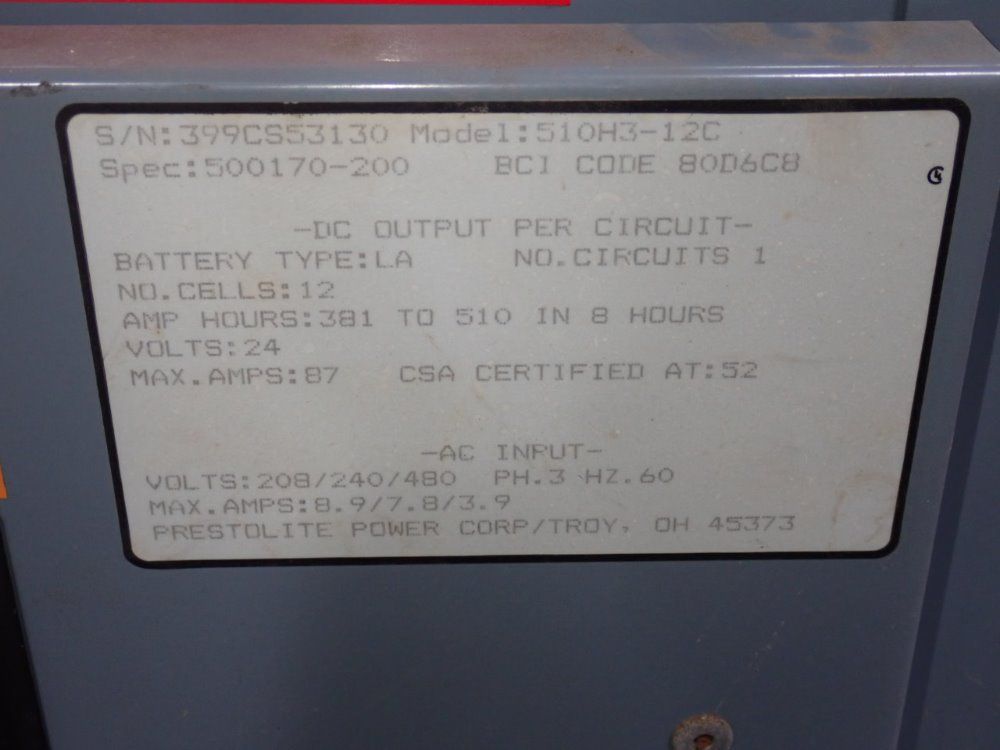 S/N:399CS53130 Model:510H3-12C
Spec:500170-200 BCI CODE 80D6C8
-DC OUTPUT PER CIRCUIT-
BATTERY TYPE:LA NO.CIRCUITS 1
NO.CELLS:12
AMP HOURS:381 TO 510 IN 8 HOURS
VOLTS:24
MAX.AMPS:87 CSA CERTIFIED AT:52
-AC INPUT-
VOLTS:208/240/480 PH.3 HZ.60
MAX.AMPS:8.9/7.8/3.9
PRESTOLITE POWER CORP/TROY, OH 45373